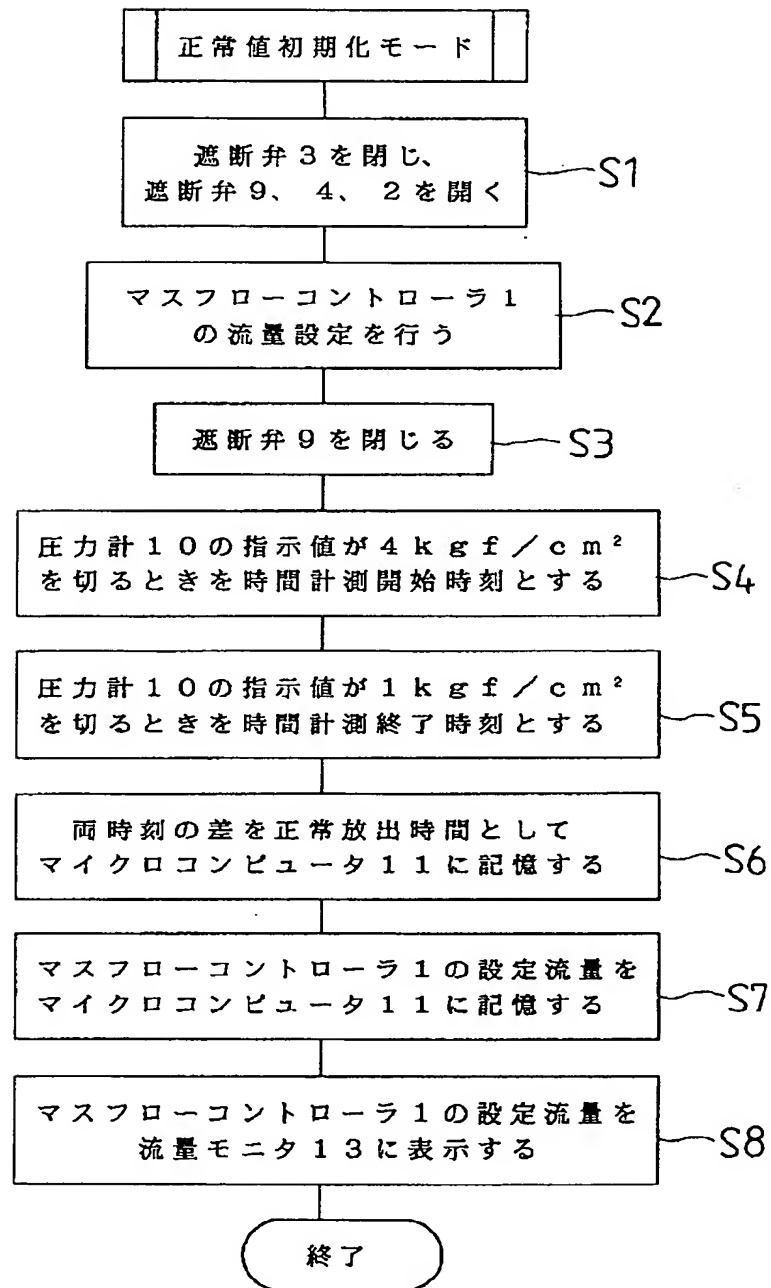 正常値初期化モード
遮断弁3を閉じ、
遮断弁9、4、2を開く
S1
マスフローコントローラ1
の流量設定を行う
S2
遮断弁9を閉じる
S3
圧力計10の指示値が4kgf/cm²
を切るときを時間計測開始時刻とする
S4
圧力計10の指示値が1kgf/cm²
を切るときを時間計測終了時刻とする
S5
両時刻の差を正常放出時間として
マイクロコンピュータ11に記憶する
S6
マスフローコントローラ1の設定流量を
マイクロコンピュータ11に記憶する
S7
マスフローコントローラ1の設定流量を
流量モニタ13に表示する
S8
終了